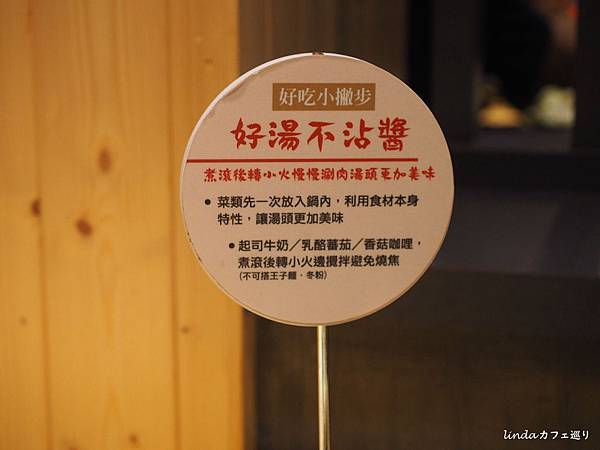 好吃小撇步
好湯不沾醬
煮滾後轉小火慢慢涮肉湯頭更加美味
● 菜類先一次放入鍋內，利用食材本身
特性，讓湯頭更加美味
● 起司牛奶／乳酪蕃茄／香菇咖哩，
煮滾後轉小火邊攪拌避免燒焦
(不可搭王子麵、冬粉)
lindaカフェ巡り